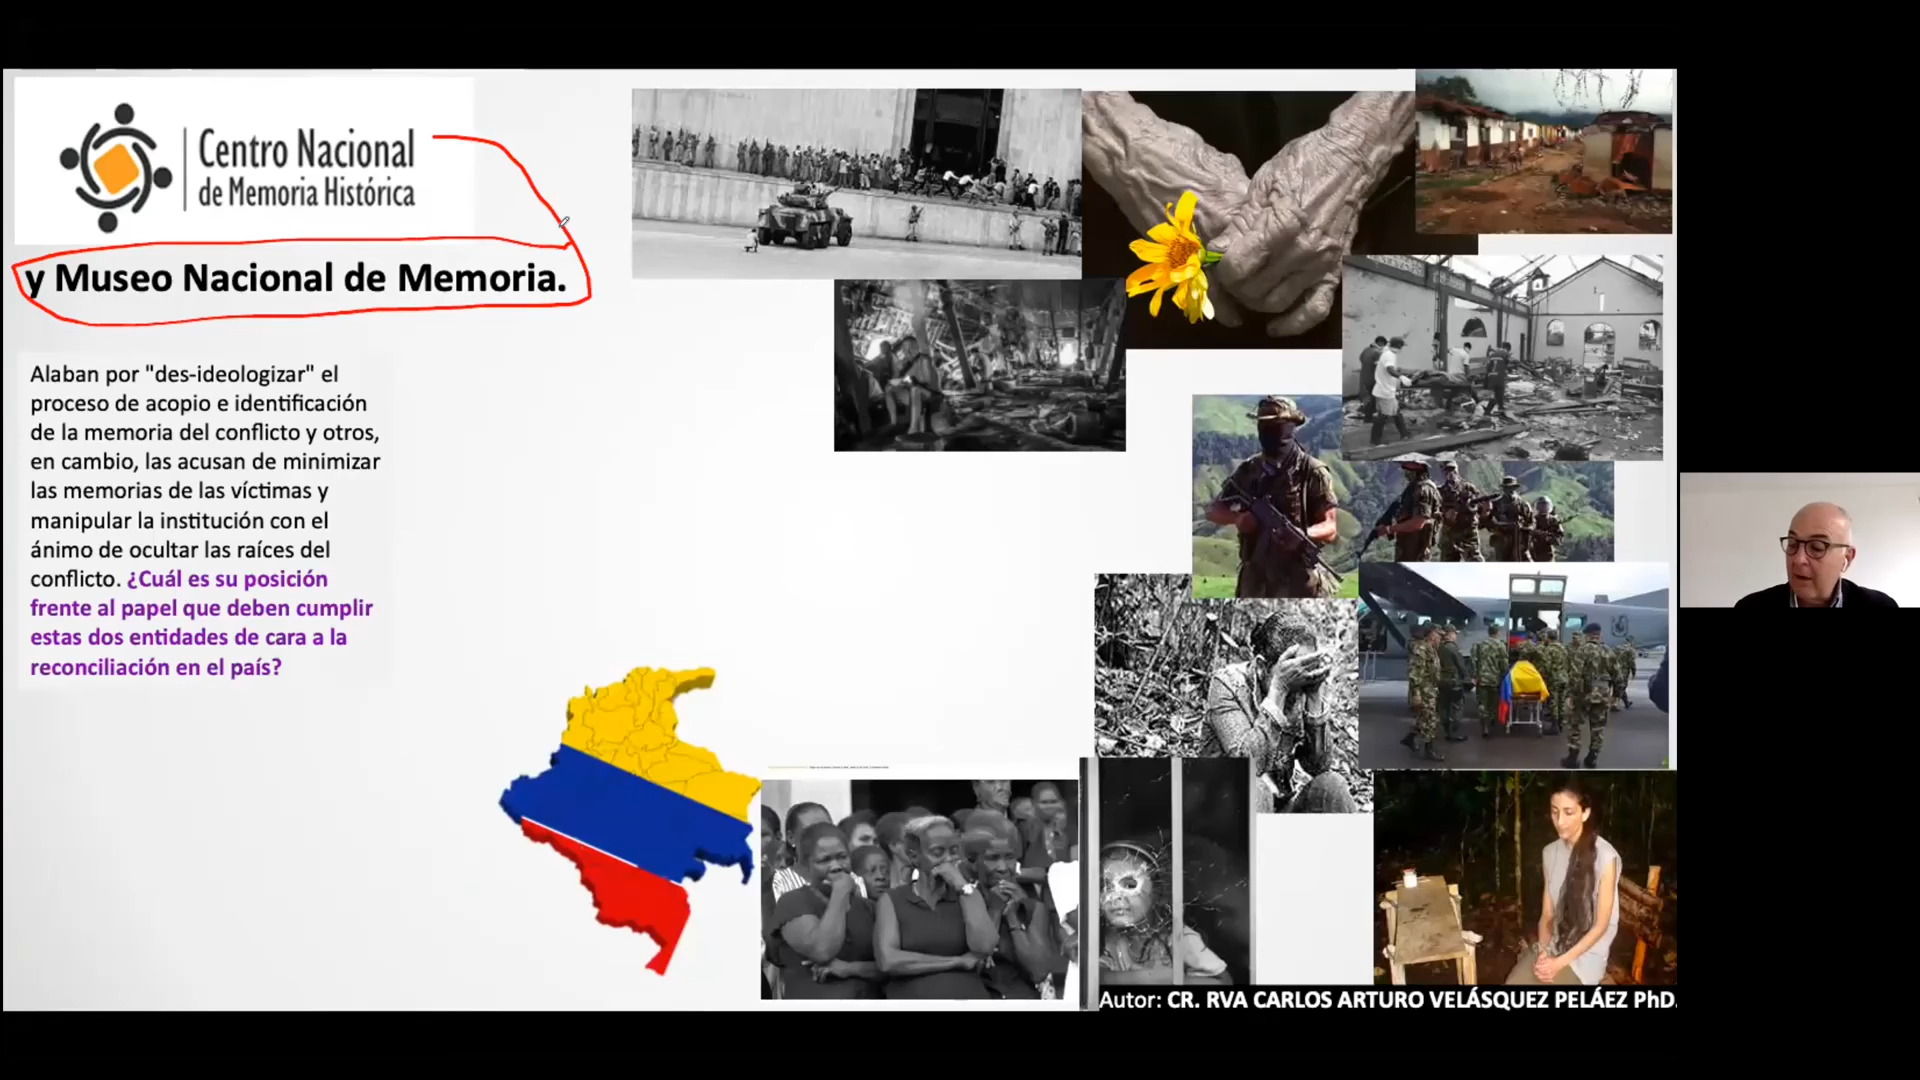 Centro Nacional
de Memoria Histórica
y Museo Nacional de Memoria.
Alaban por "des-ideologizar" el
proceso de acopio e identificación
de la memoria del conflicto y otros,
en cambio, las acusan de minimizar
las memorias de las víctimas y
manipular la institución con el
ánimo de ocultar las raíces del
conflicto. ¿Cuál es su posición
frente al papel que deben cumplir
estas dos entidades de cara a la
reconciliación en el país?
Autor: CR. RVA CARLOS ARTURO VELÁSQUEZ PELÁEZ PhD.